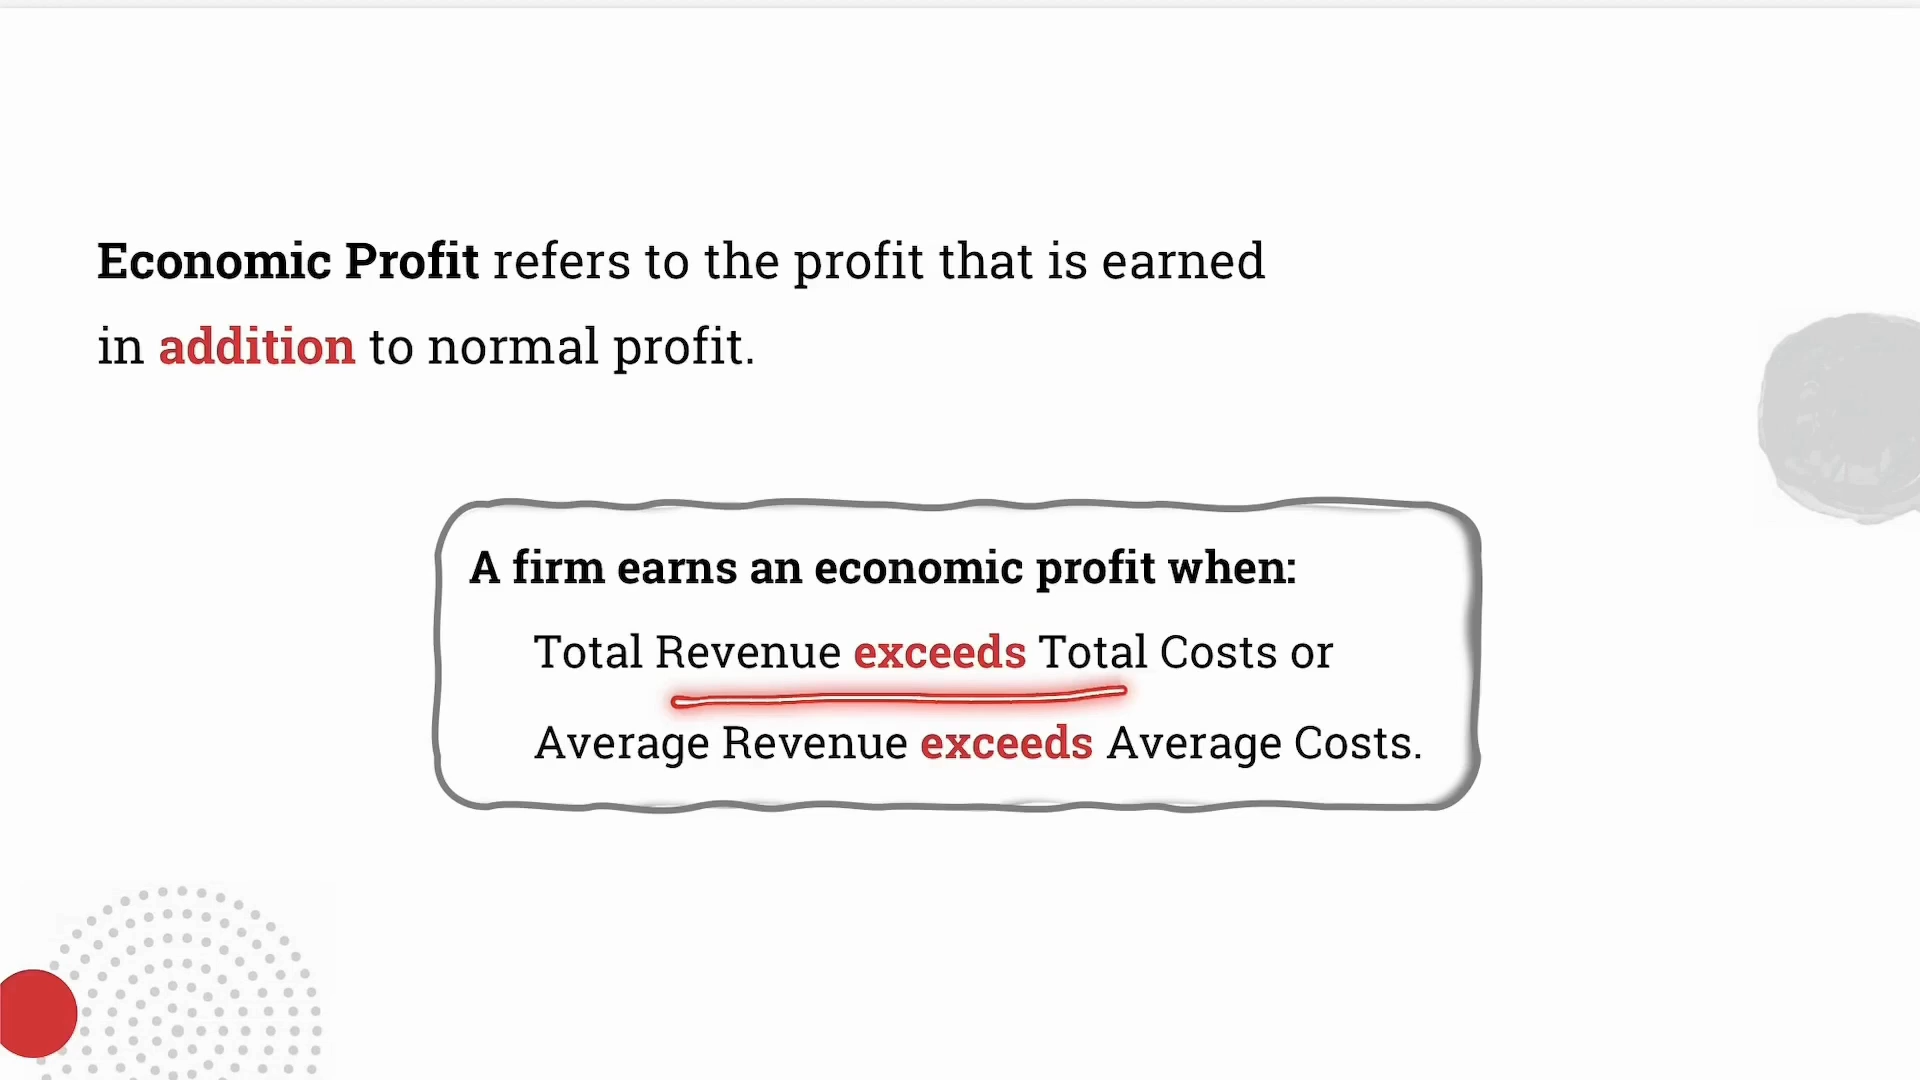 Economic Profit refers to the profit that is earned
in addition to normal profit.
A firm earns an economic profit when:
Total Revenue exceeds Total Costs or
Average Revenue exceeds Average Costs.